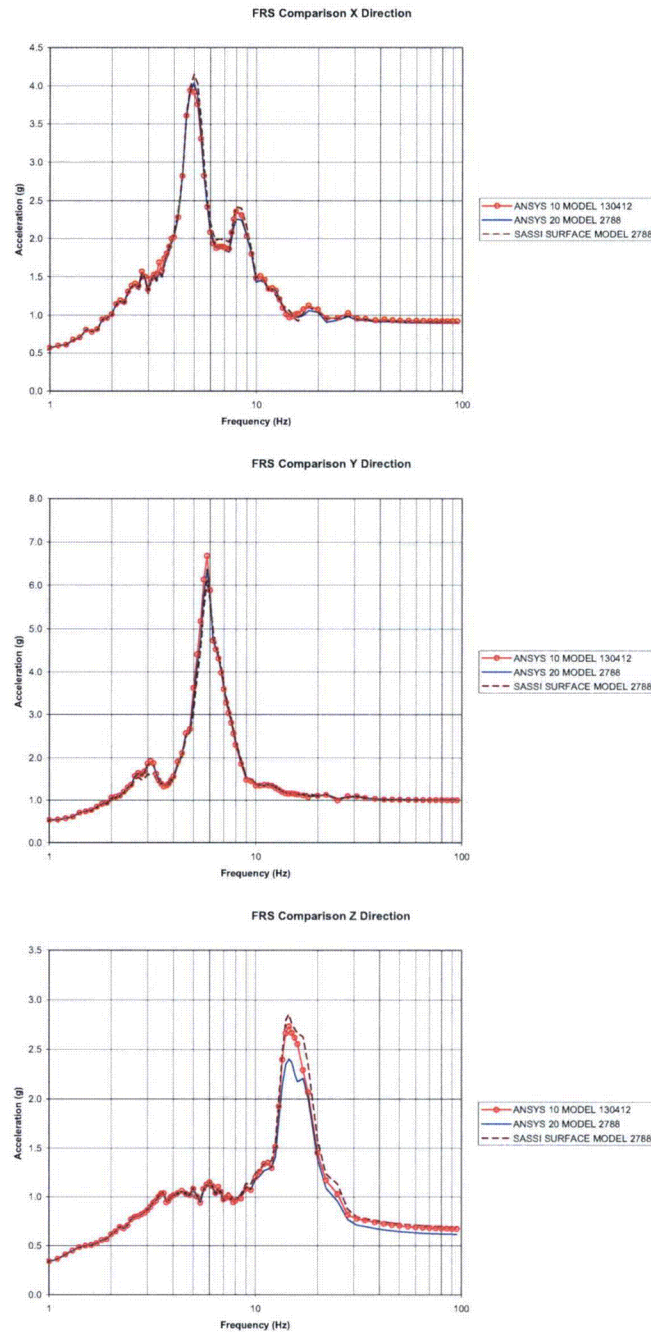 FRS Comparison X Direction
4.5
4.0
3.5
3.0
2.5
2.0
1.5
1.0
0.5
0.0
Acceleration (g)
1
10
100
Frequency (Hz)
ANSYS 10 MODEL 130412
ANSYS 20 MODEL 2788
SASSI SURFACE MODEL 2788
FRS Comparison Y Direction
8.0
7.0
6.0
5.0
4.0
3.0
2.0
1.0
0.0
Acceleration (g)
1
10
100
Frequency (Hz)
ANSYS 10 MODEL 130412
ANSYS 20 MODEL 2788
SASSI SURFACE MODEL 2788
FRS Comparison Z Direction
3.5
3.0
2.5
2.0
1.5
1.0
0.5
0.0
Acceleration (g)
1
10
100
Frequency (Hz)
ANSYS 10 MODEL 130412
ANSYS 20 MODEL 2788
SASSI SURFACE MODEL 2788